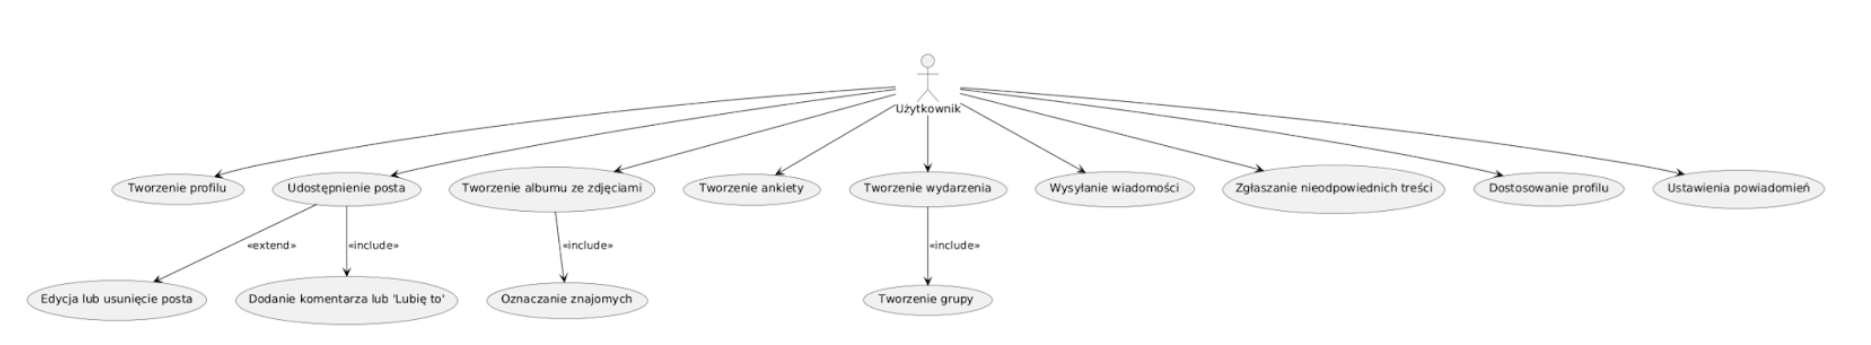 Użytkownik
Tworzenie profilu
Udostępnienie posta
Tworzenie albumu ze zdjęciami
Tworzenie ankiety
Tworzenie wydarzenia
Wysyłanie wiadomości
Zgłaszanie nieodpowiednich treści
Dostosowanie profilu
Ustawienia powiadomień
«extend»
«include»
«include»
«include»
Edycja lub usunięcie posta
Dodanie komentarza lub 'Lubię to'
Oznaczanie znajomych
Tworzenie grupy